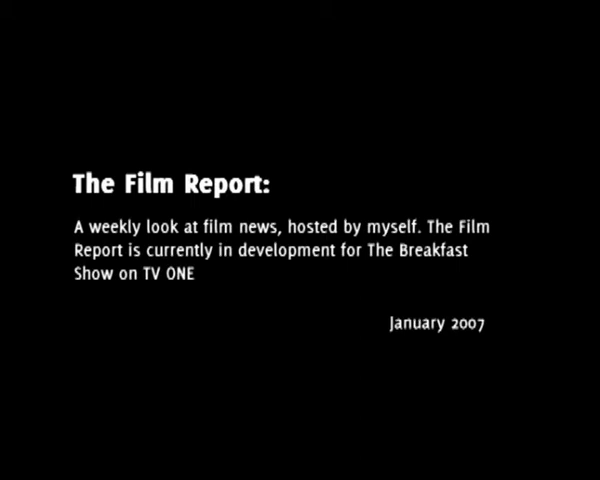 The Film Report:
A weekly look at film news, hosted by myself. The Film
Report is currently in development for The Breakfast
Show on TV ONE
January 2007